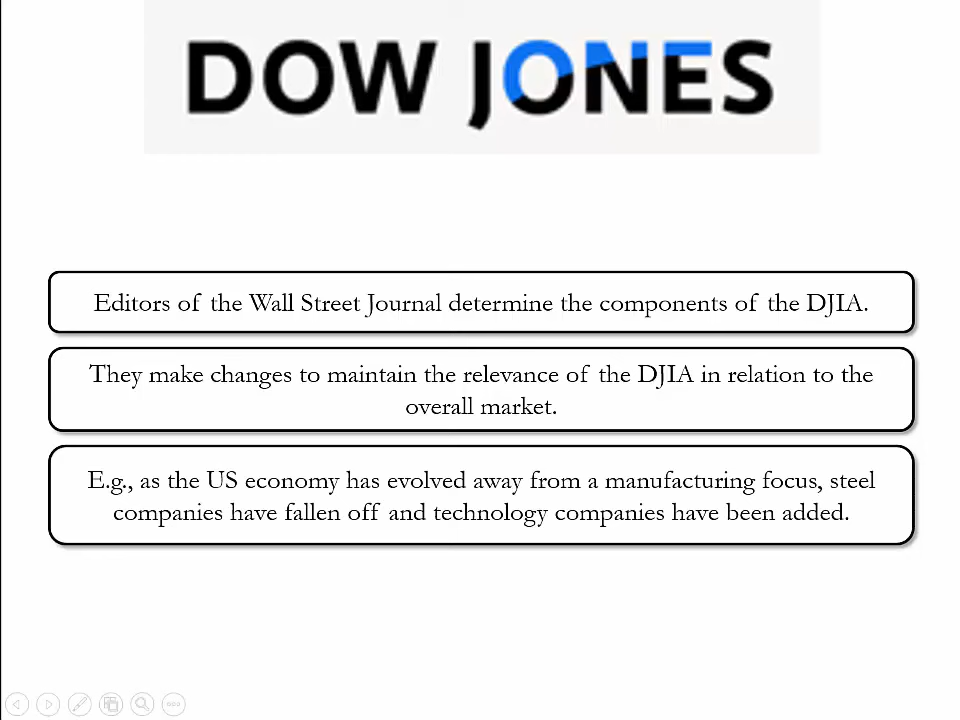 DOW JONES
Editors of the Wall Street Journal determine the components of the DJIA.
They make changes to maintain the relevance of the DJIA in relation to the
overall market.
E.g., as the US economy has evolved away from a manufacturing focus, steel
companies have fallen off and technology companies have been added.